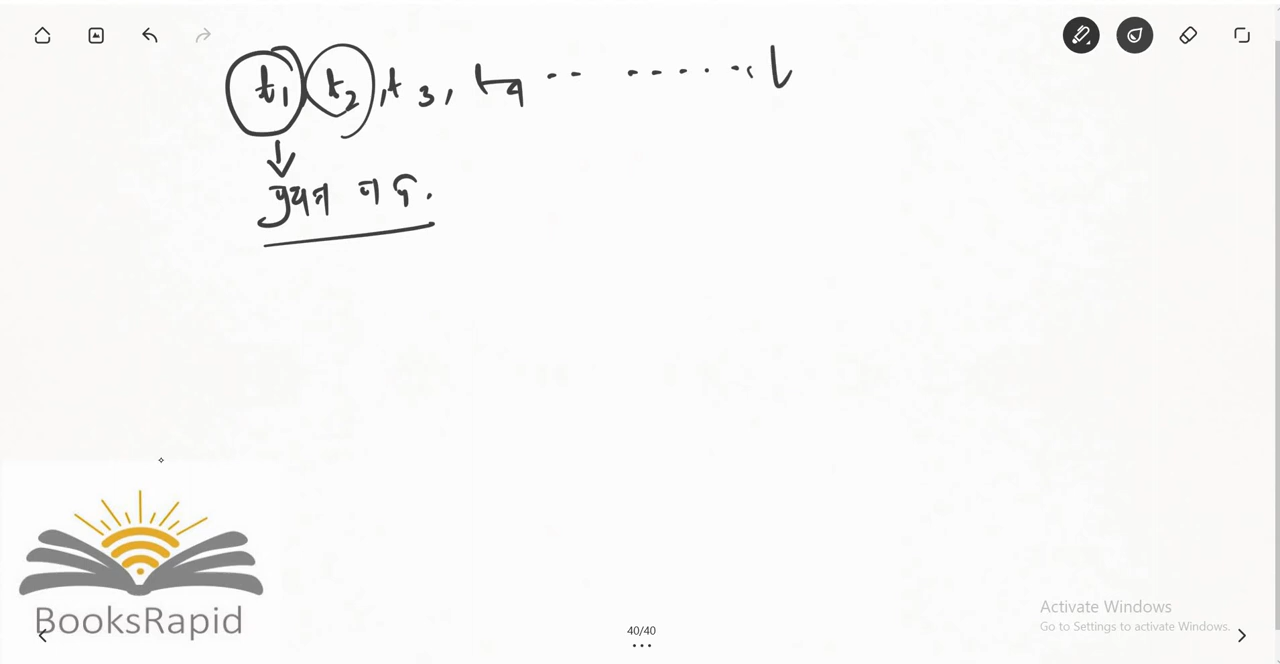 t1 t2, t3, t4 .. ...... l
प्रथम पद.
BooksRapid
Activate Windows
Go to Settings to activate Windows.
40/40